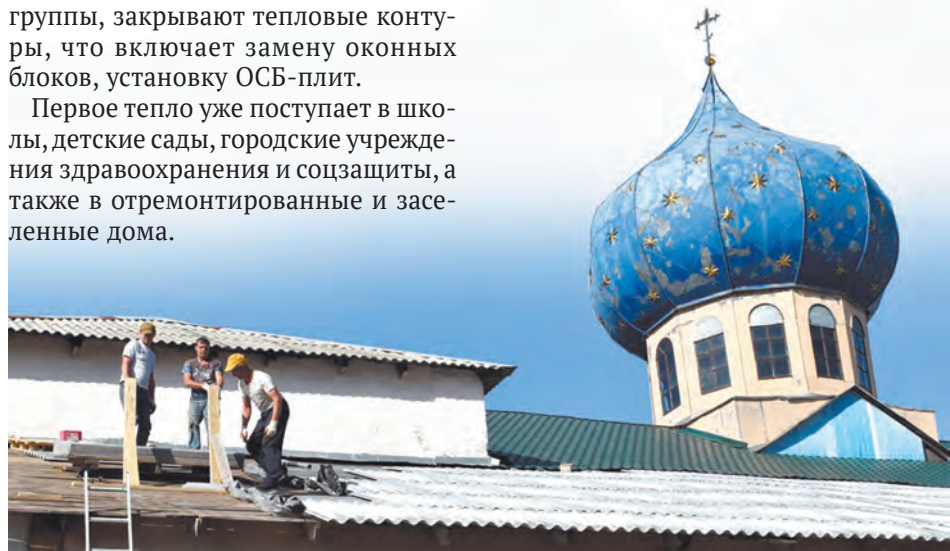 группы, закрывают тепловые конту-
ры, что включает замену оконных
блоков, установку ОСБ-плит.
Первое тепло уже поступает в шко-
лы, детские сады, городские учрежде-
ния здравоохранения и соцзащиты, а
также в отремонтированные и засе-
ленные дома.